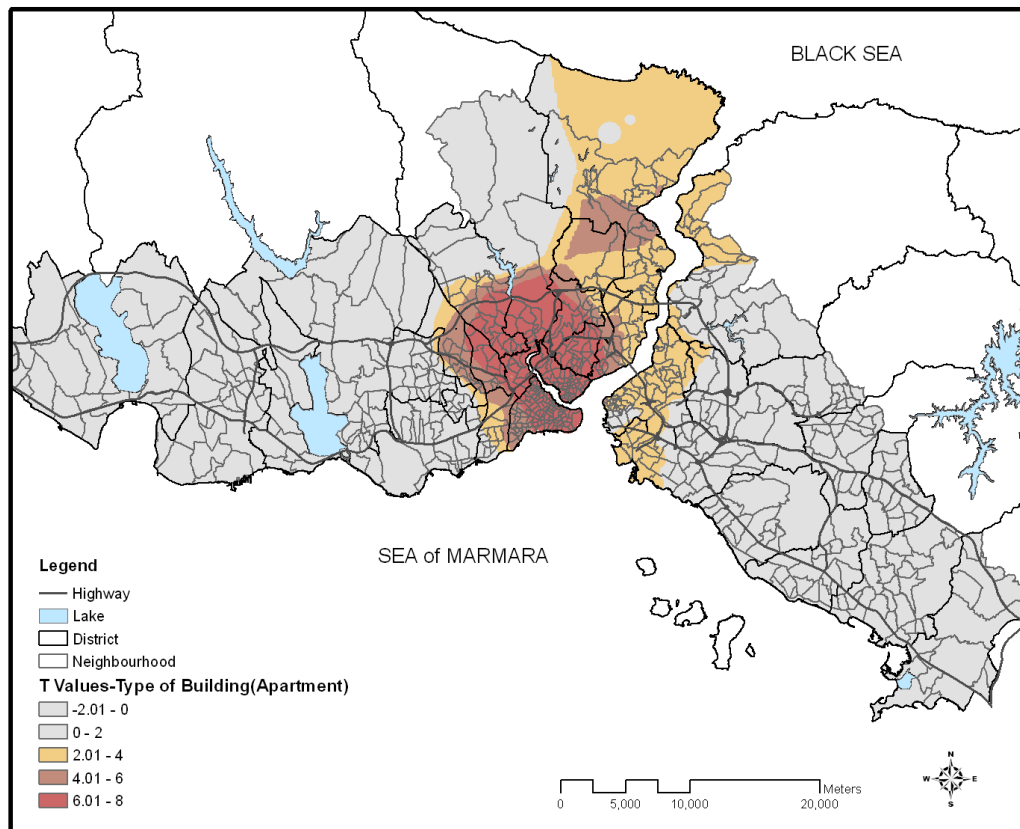 BLACK SEA
SEA of MARMARA
Legend
Highway
Lake
District
Neighbourhood
T Values-Type of Building(Apartment)
-2.01 - 0
0 - 2
2.01 - 4
4.01 - 6
6.01 - 8
Meters
0 5,000 10,000 20,000
N
W E
S